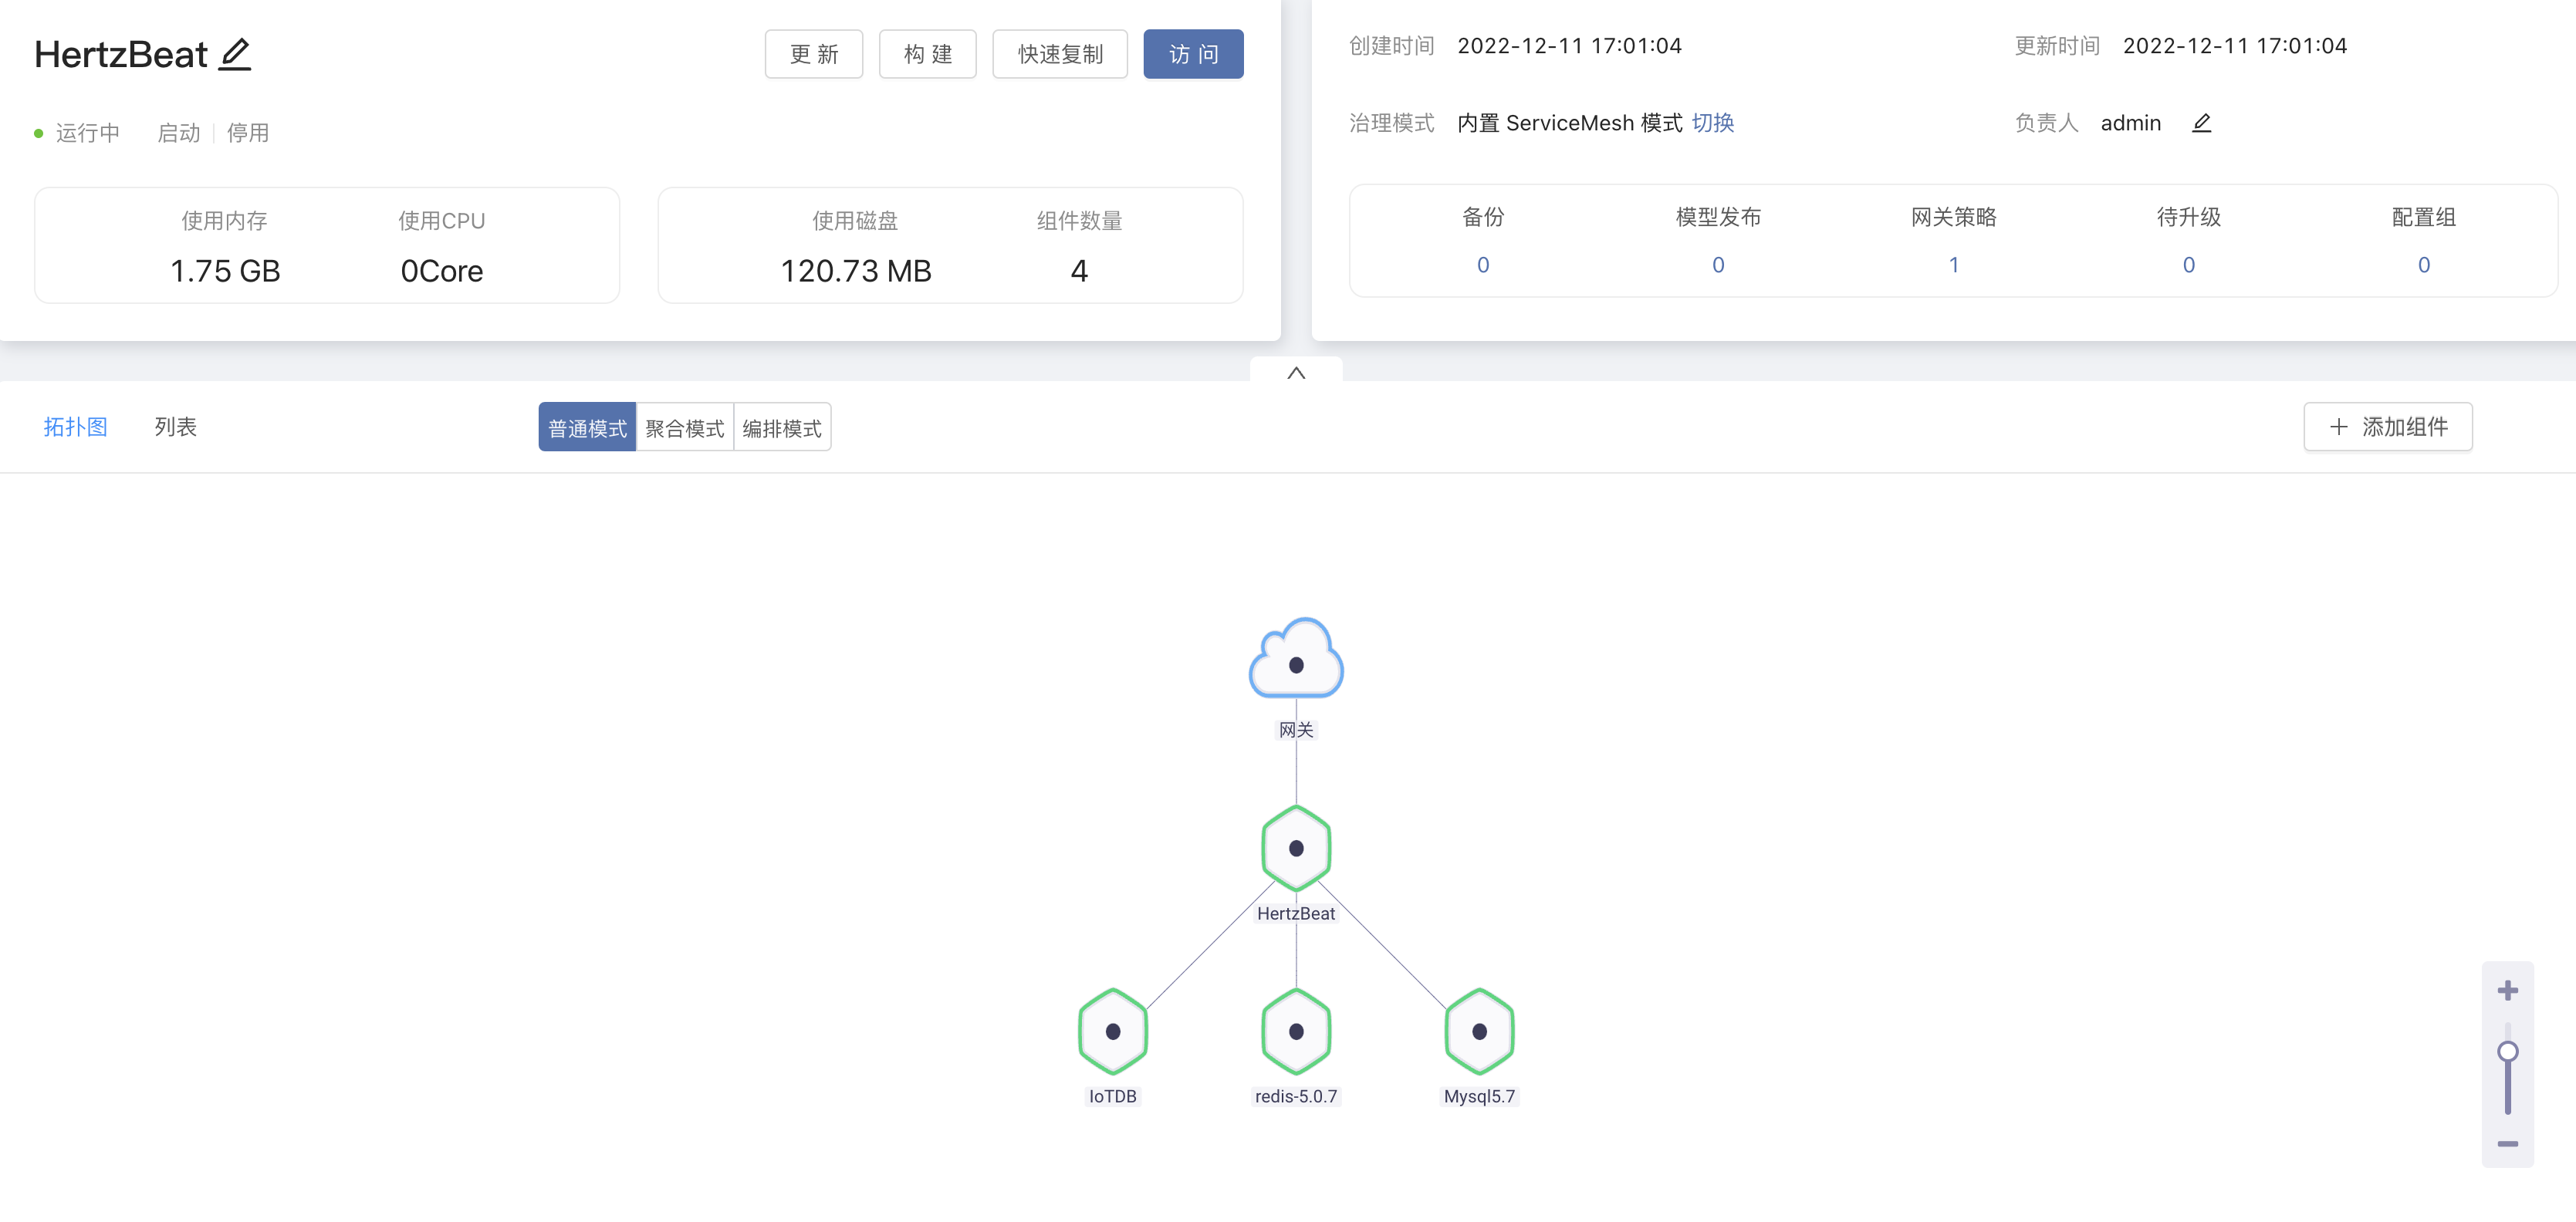 HertzBeat
更 新 构 建 快速复制 访 问
运行中 启动 停用
使用内存 使用CPU
1.75 GB 0Core
使用磁盘 组件数量
120.73 MB 4
创建时间 2022-12-11 17:01:04 更新时间 2022-12-11 17:01:04
治理模式 内置 ServiceMesh 模式 切换 负责人 admin
备份 模型发布 网关策略 待升级 配置组
0 0 1 0 0
拓扑图 列表 普通模式 聚合模式 编排模式 添加组件
网关
HertzBeat
IoTDB redis-5.0.7 Mysql5.7